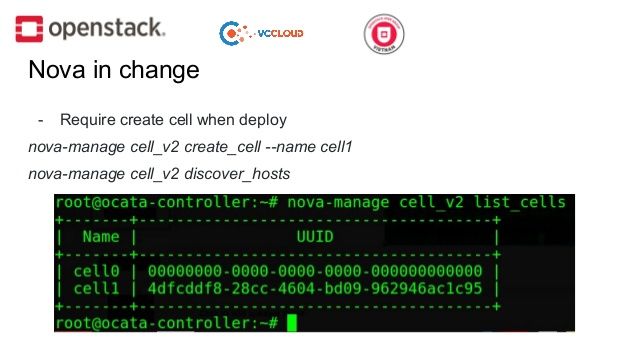 openstack.
VCCLOUD
VIETNAM
Nova in change
- Require create cell when deploy
nova-manage cell_v2 create_cell --name cell1
nova-manage cell_v2 discover_hosts
root@ocata-controller:~# nova-manage cell_v2 list_cells
+-------+--------------------------------------+
| Name | UUID |
+-------+--------------------------------------+
| cell0 | 00000000-0000-0000-0000-000000000000 |
| cell1 | 4dfcddf8-28cc-4604-bd09-962946ac1c95 |
+-------+--------------------------------------+
root@ocata-controller:~#